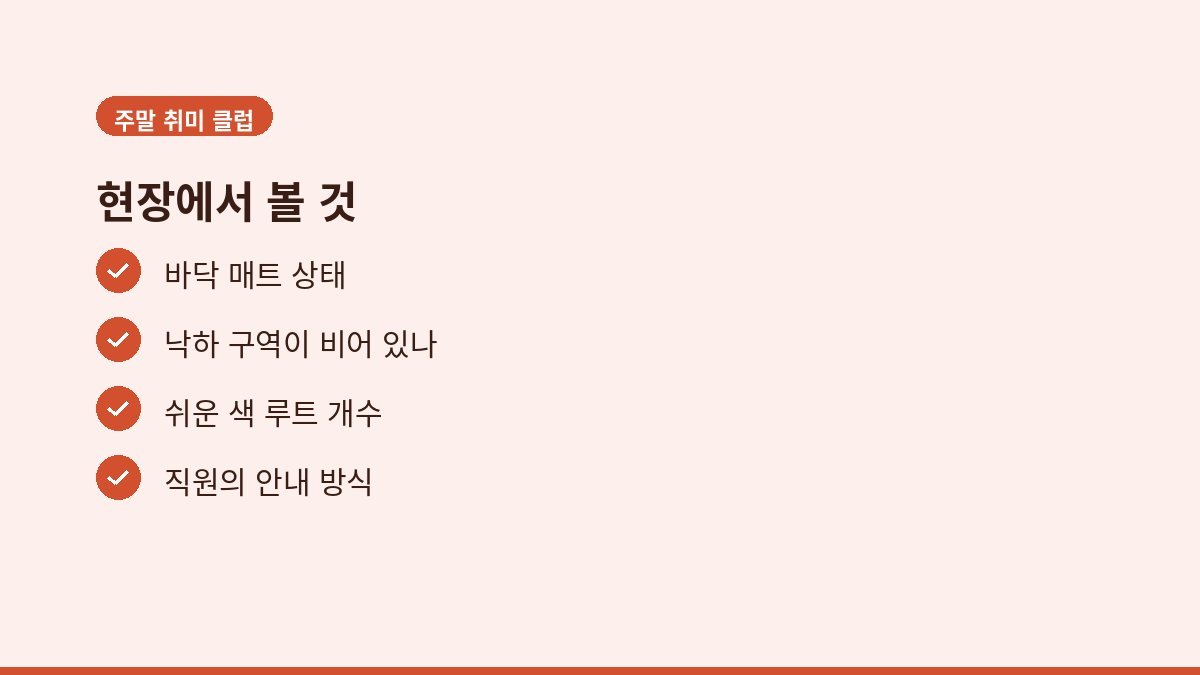 주말 취미 클럽
현장에서 볼 것
바닥 매트 상태
낙하 구역이 비어 있나
쉬운 색 루트 개수
직원의 안내 방식